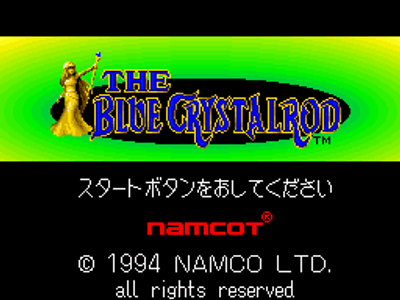 THE
BLUE CRYSTALROD
TM
スタートボタンをおしてください
namcot®
© 1994 NAMCO LTD.
all rights reserved